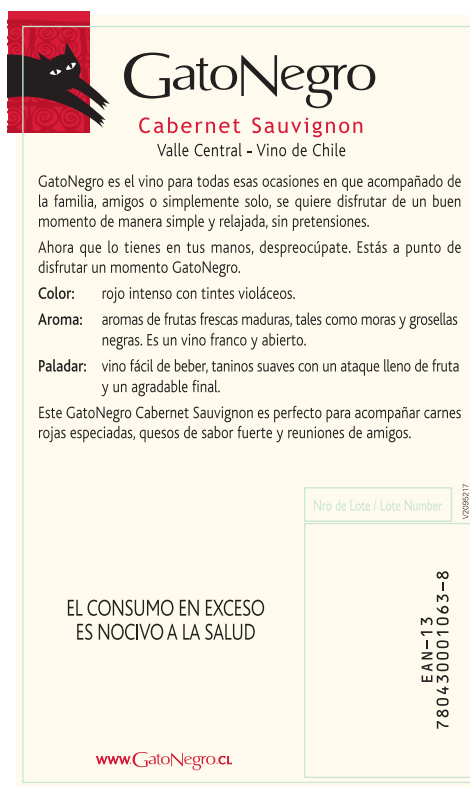 GatoNegro
Cabernet Sauvignon
Valle Central - Vino de Chile
GatoNegro es el vino para todas esas ocasiones en que acompañado de
la familia, amigos o simplemente solo, se quiere disfrutar de un buen
momento de manera simple y relajada, sin pretensiones.
Ahora que lo tienes en tus manos, despreocúpate. Estás a punto de
disfrutar un momento GatoNegro.
Color: rojo intenso con tintes violáceos.
Aroma: aromas de frutas frescas maduras, tales como moras y grosellas
negras. Es un vino franco y abierto.
Paladar: vino fácil de beber, taninos suaves con un ataque lleno de fruta
y un agradable final.
Este GatoNegro Cabernet Sauvignon es perfecto para acompañar carnes
rojas especiadas, quesos de sabor fuerte y reuniones de amigos.
Nro de Lote / Lote Number
V2095217
EL CONSUMO EN EXCESO
ES NOCIVO A LA SALUD
EAN-13
780430001063-8
www.GatoNegro.CL